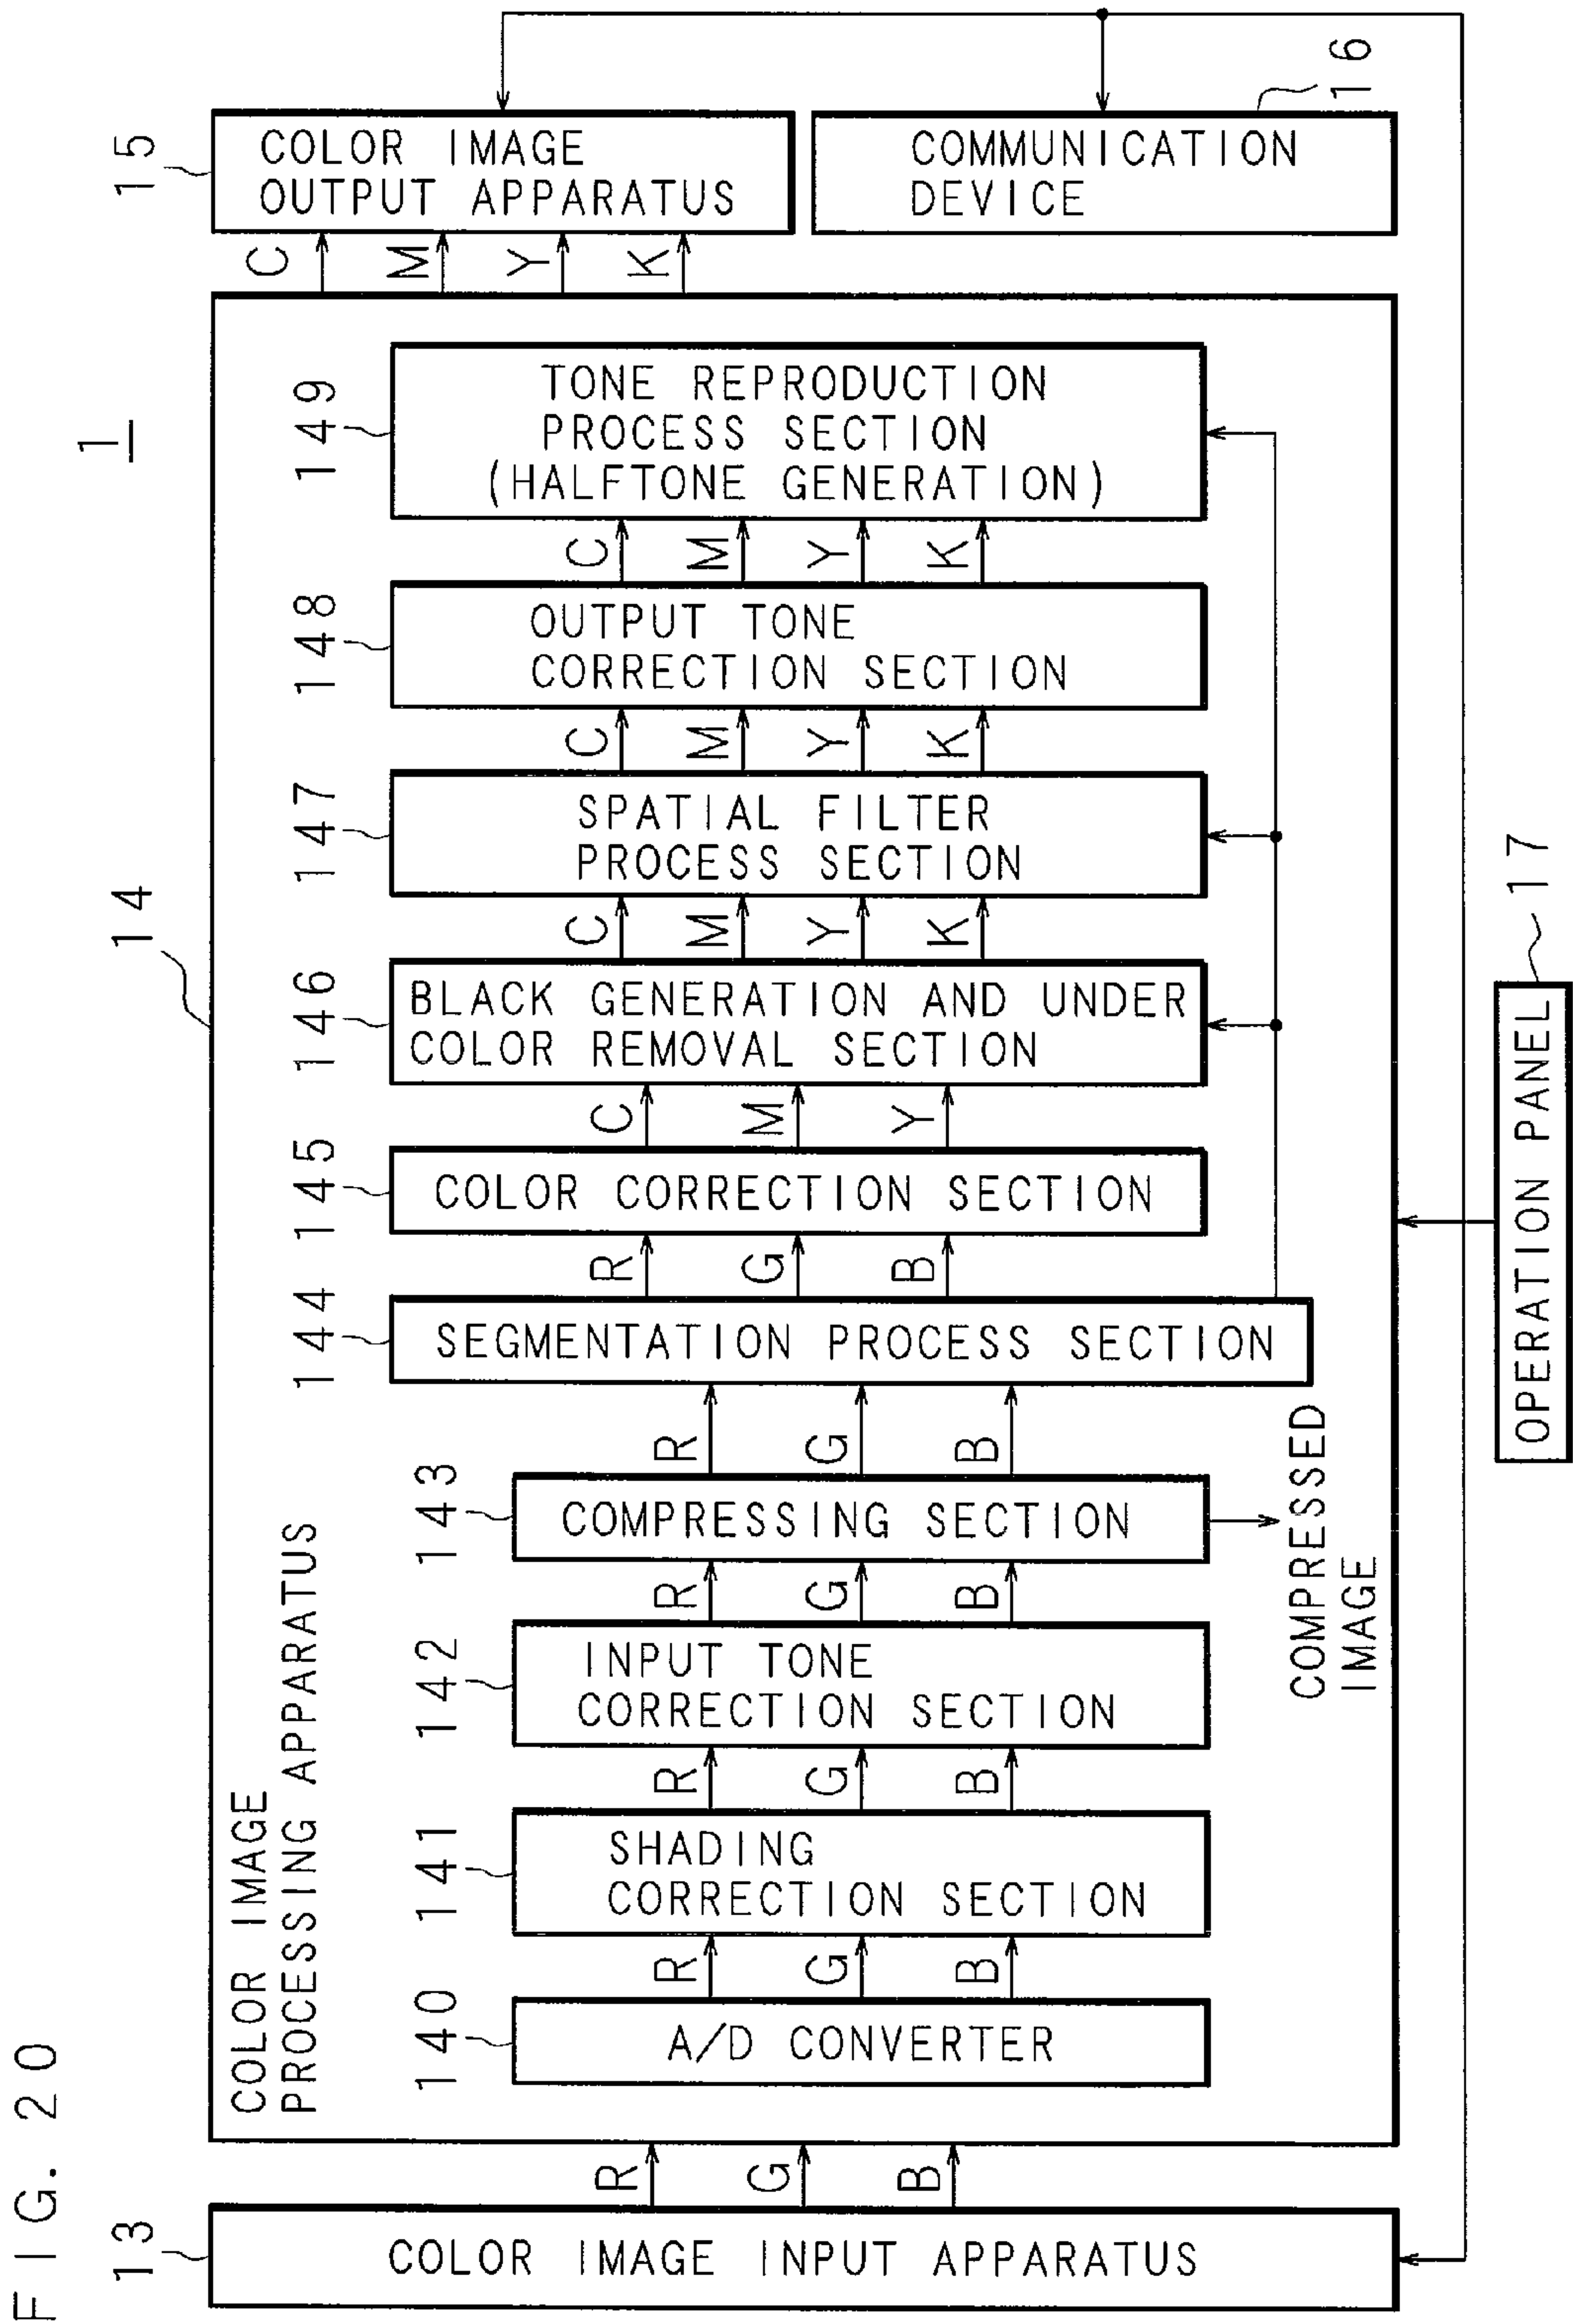 FIG. 20
1
13
COLOR IMAGE INPUT APPARATUS
R
G
B
14
COLOR IMAGE
PROCESSING APPARATUS
140
A/D CONVERTER
R
G
B
141
SHADING
CORRECTION SECTION
R
G
B
142
INPUT TONE
CORRECTION SECTION
R
G
B
143
COMPRESSING SECTION
COMPRESSED
IMAGE
R
G
B
144
SEGMENTATION PROCESS SECTION
R
G
B
145
COLOR CORRECTION SECTION
C
M
Y
146
BLACK GENERATION AND UNDER
COLOR REMOVAL SECTION
C
M
Y
K
147
SPATIAL FILTER
PROCESS SECTION
C
M
Y
K
148
OUTPUT TONE
CORRECTION SECTION
C
M
Y
K
149
TONE REPRODUCTION
PROCESS SECTION
(HALFTONE GENERATION)
C
M
Y
K
15
COLOR IMAGE
OUTPUT APPARATUS
COMMUNICATION
DEVICE
16
OPERATION PANEL
17